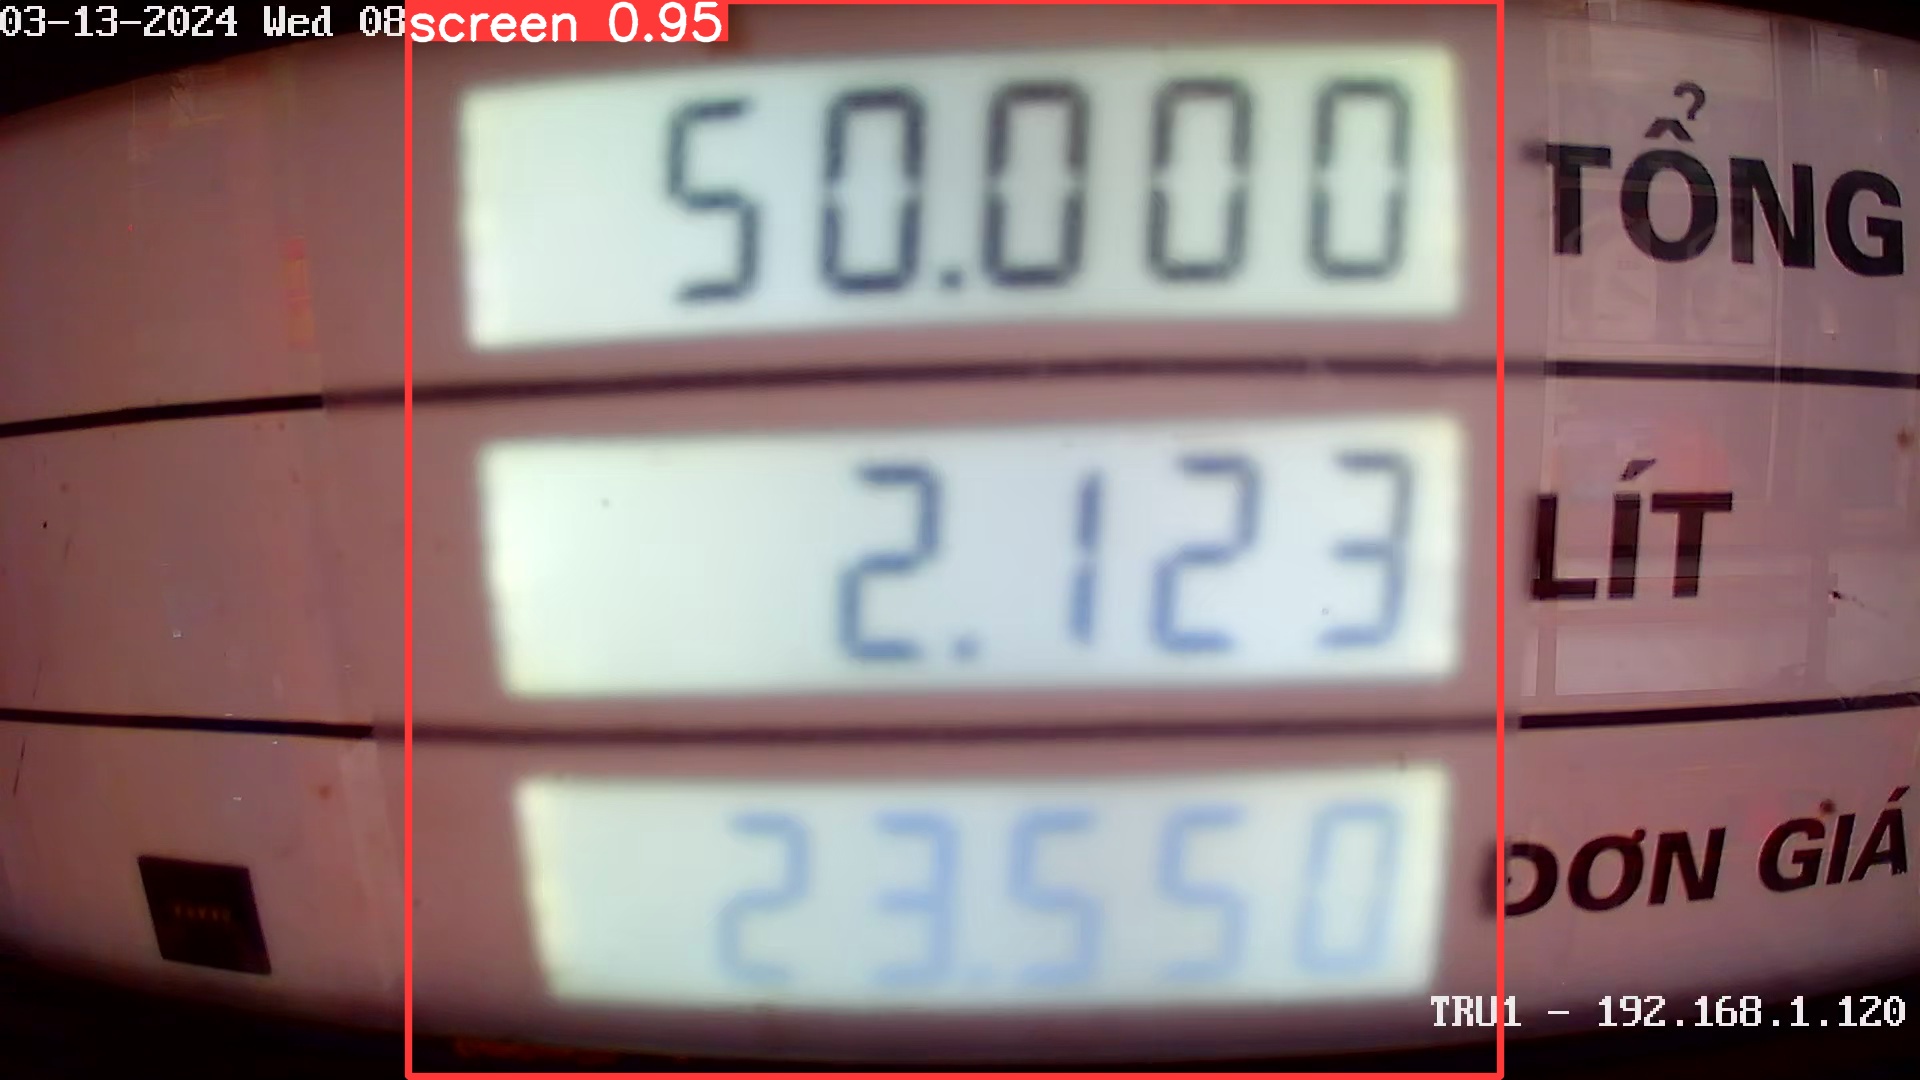 03-13-2024 Wed 08
screen 0.95
50.000
TỔNG
2.123
LÍT
23.550
ĐƠN GIÁ
TRU1 - 192.168.1.120